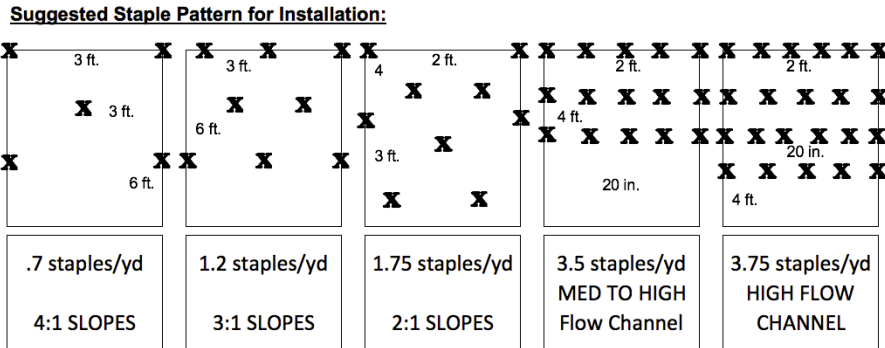 Suggested Staple Pattern for Installation:
X X X X X X X X X X X X X X X X X
3 ft. 3 ft. 4 2 ft. 2 ft. 2 ft.
X 3 ft. X X X X X X X X X X X X X
6 ft. X X 4 ft.
X X X X X X X X X X X X X X X
3 ft. X 20 in.
6 ft. 20 in. X X X X X
X X 4 ft.
.7 staples/yd
4:1 SLOPES
1.2 staples/yd
3:1 SLOPES
1.75 staples/yd
2:1 SLOPES
3.5 staples/yd
MED TO HIGH
Flow Channel
3.75 staples/yd
HIGH FLOW
CHANNEL